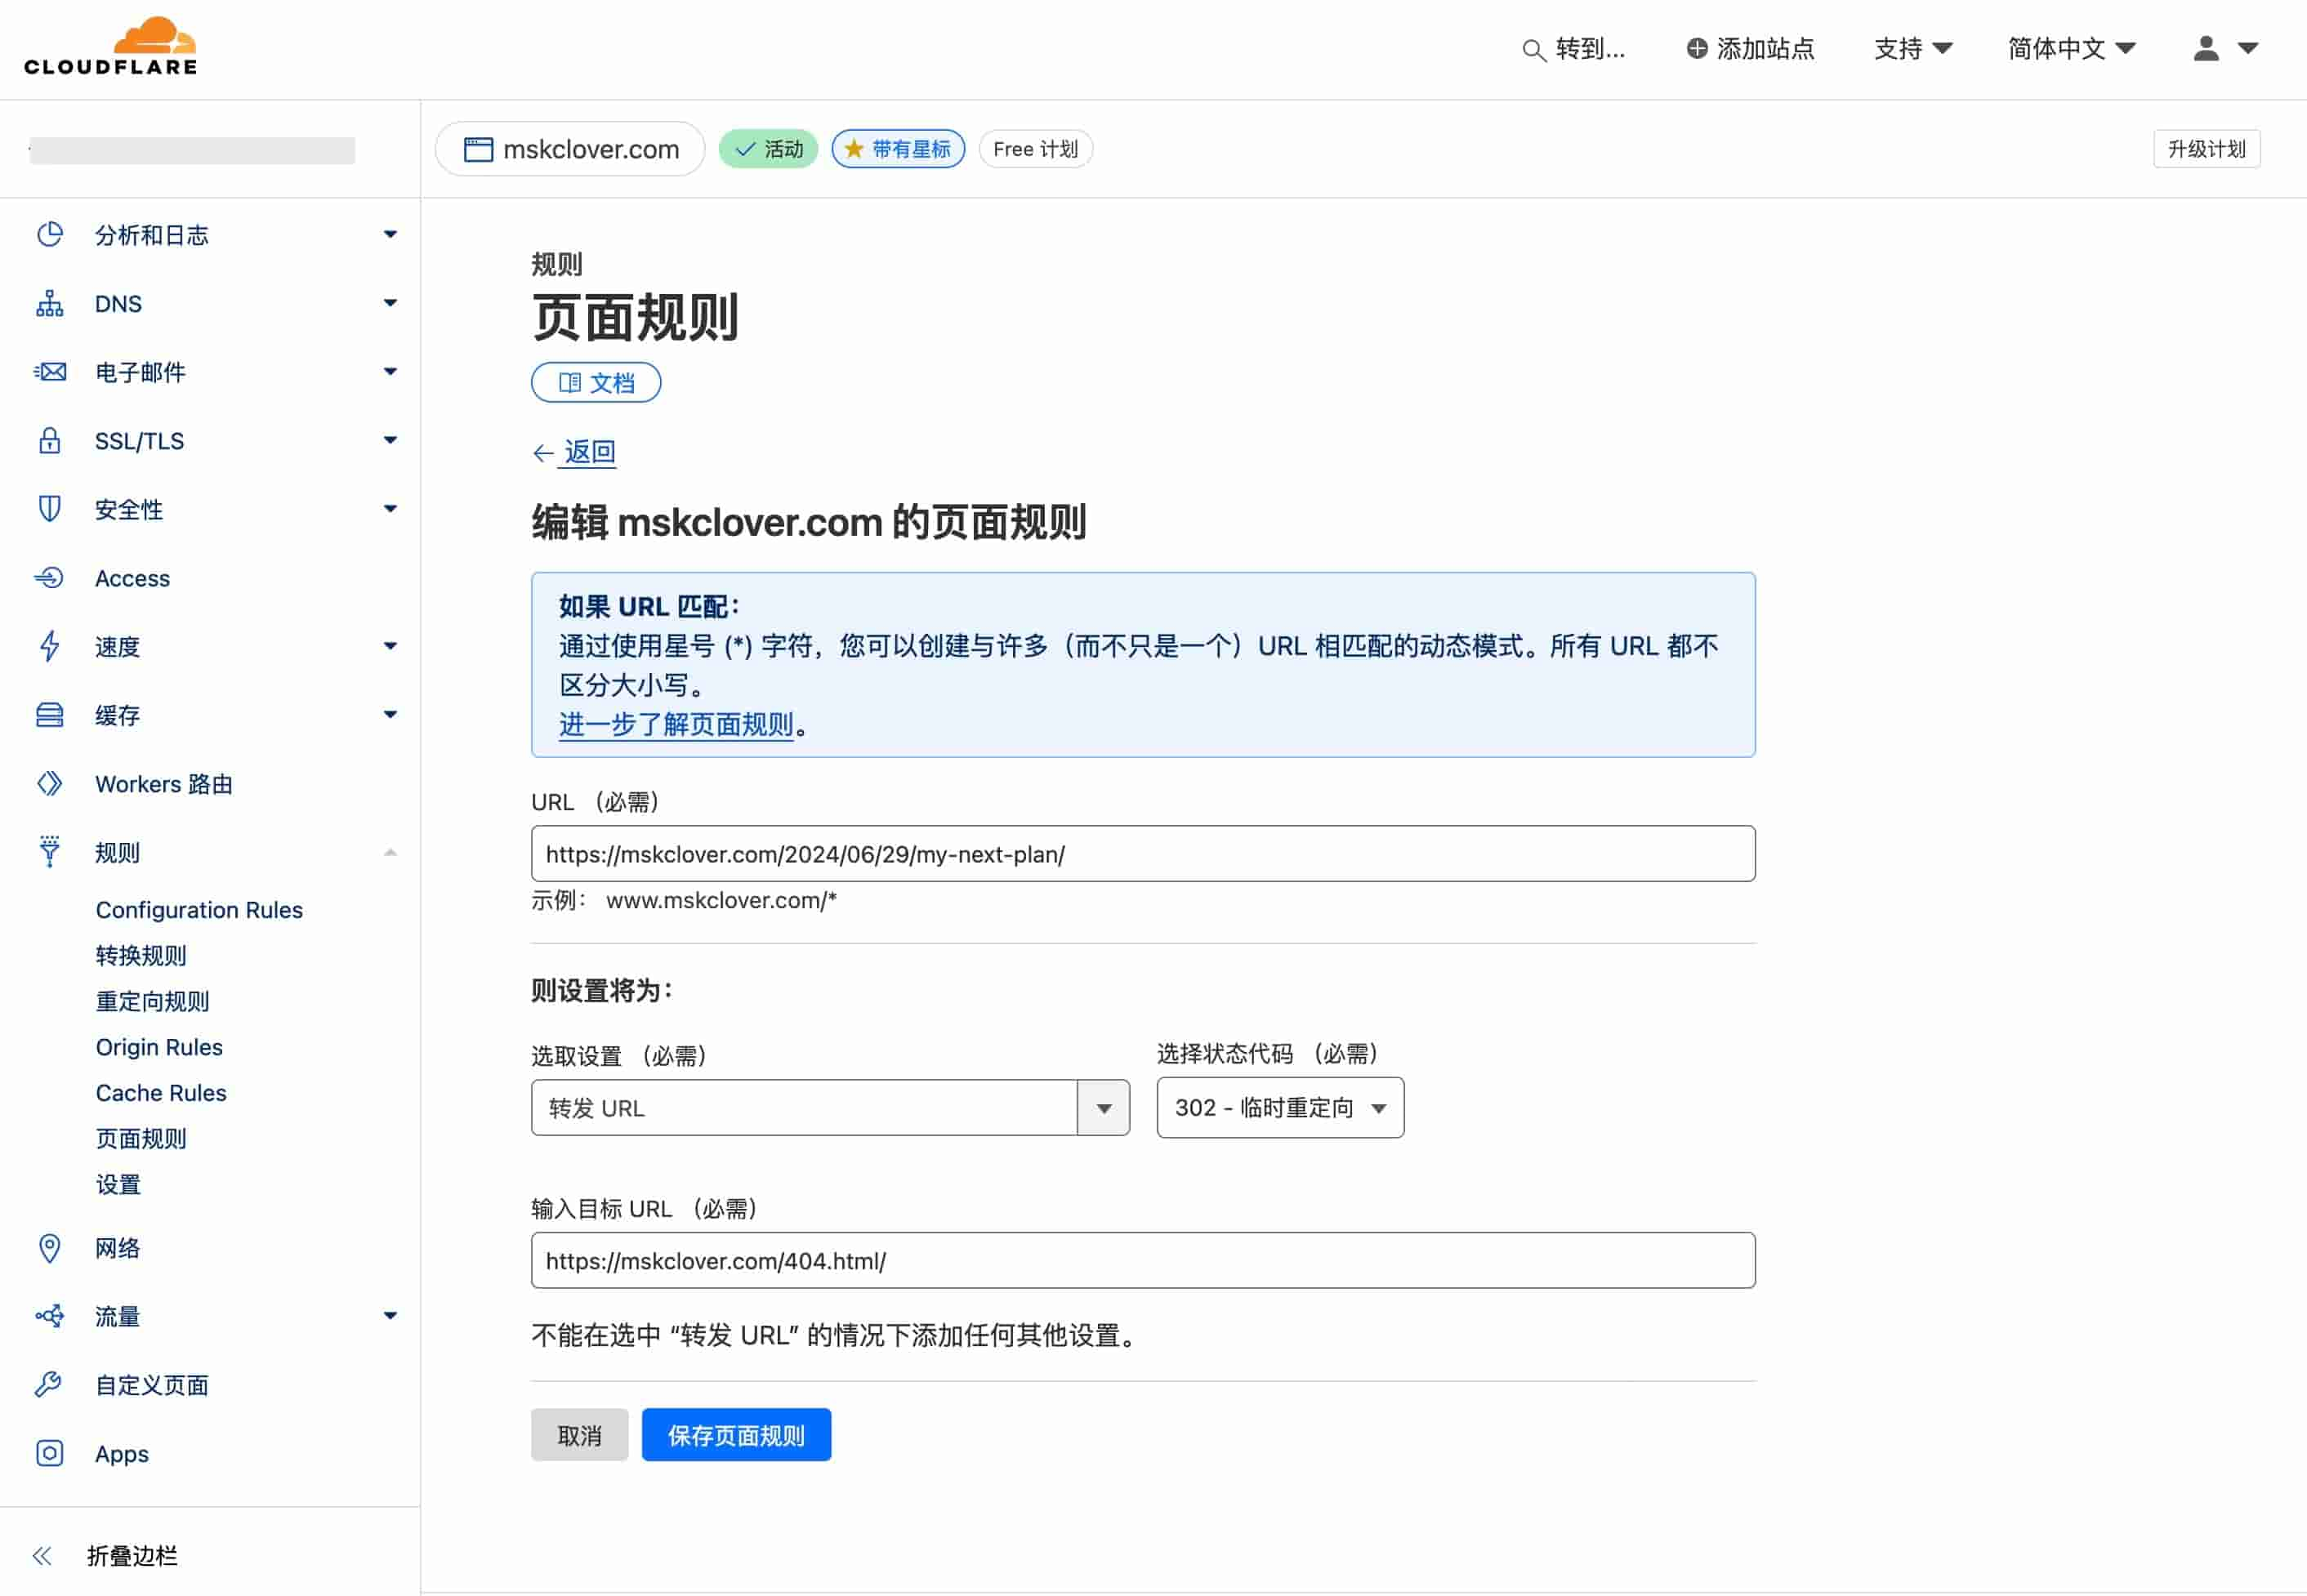 CLOUDFLARE
转到...
添加站点
支持
简体中文
mskclover.com
活动
带有星标
Free 计划
升级计划
分析和日志
DNS
电子邮件
SSL/TLS
安全性
Access
速度
缓存
Workers 路由
规则
Configuration Rules
转换规则
重定向规则
Origin Rules
Cache Rules
页面规则
设置
网络
流量
自定义页面
Apps
折叠边栏
规则
页面规则
文档
返回
编辑 mskclover.com 的页面规则
如果 URL 匹配：
通过使用星号 (*) 字符，您可以创建与许多（而不只是一个）URL 相匹配的动态模式。所有 URL 都不
区分大小写。
进一步了解页面规则。
URL （必需）
https://mskclover.com/2024/06/29/my-next-plan/
示例： www.mskclover.com/*
则设置将为：
选取设置 （必需）
选择状态代码 （必需）
转发 URL
302 - 临时重定向
输入目标 URL （必需）
https://mskclover.com/404.html/
不能在选中 “转发 URL” 的情况下添加任何其他设置。
取消
保存页面规则